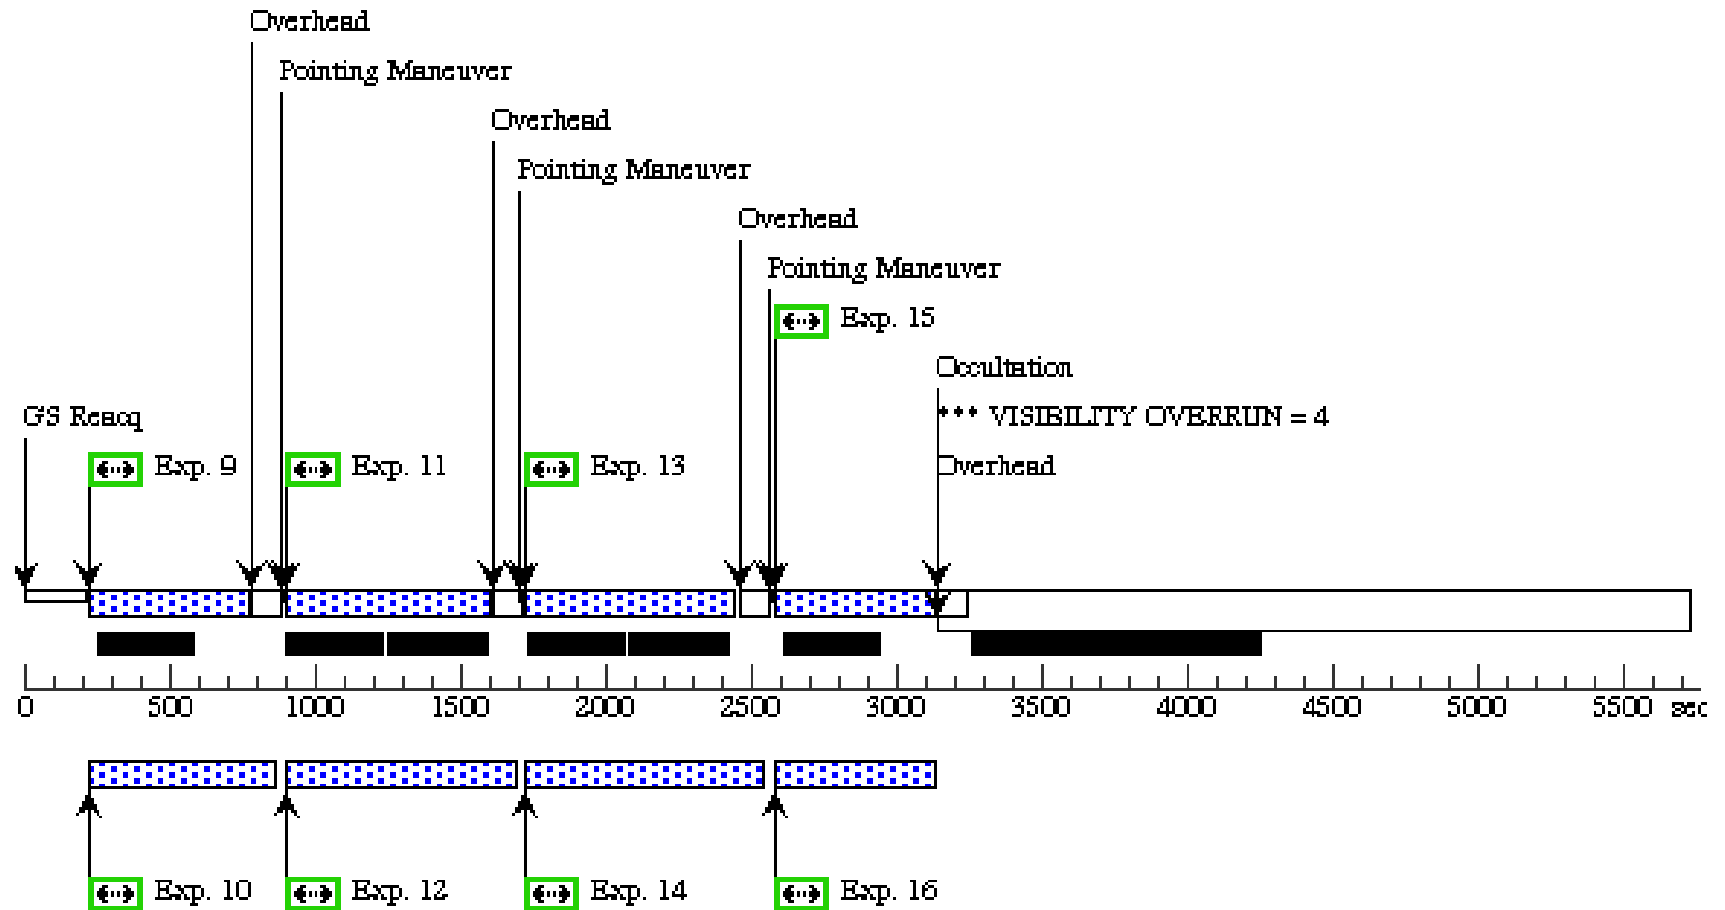 Overhead
Pointing Maneuver
Overhead
Pointing Maneuver
Overhead
Pointing Maneuver
Exp. 15
Occultation
GS Reacq
*** VISIBILITY OVERRUN = 4
Exp. 9
Exp. 11
Exp. 13
Overhead
0 500 1000 1500 2000 2500 3000 3500 4000 4500 5000 5500 sec
Exp. 10
Exp. 12
Exp. 14
Exp. 16